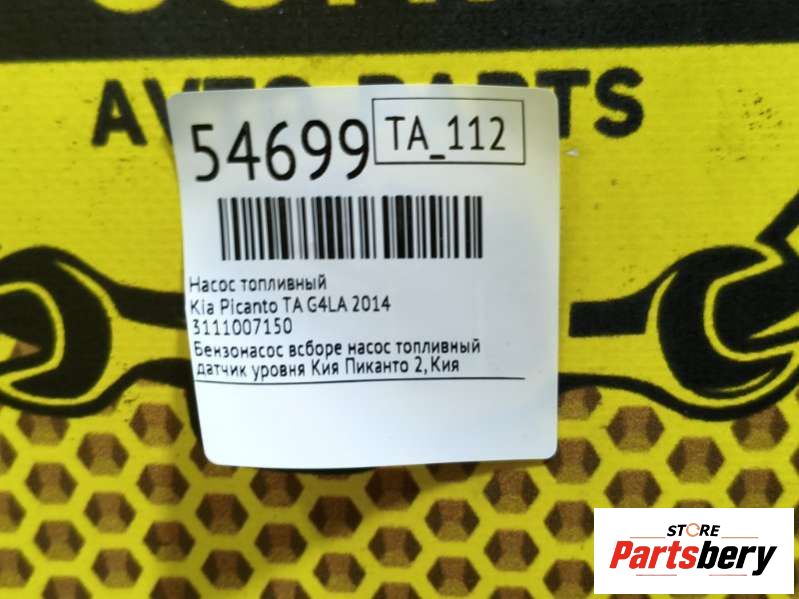 AVTO PARTS
54699
TA_112
Насос топливный
Kia Picanto TA G4LA 2014
3111007150
Бензонасос всборе насос топливный
датчик уровня Кия Пиканто 2, Кия
STORE
Partsbery